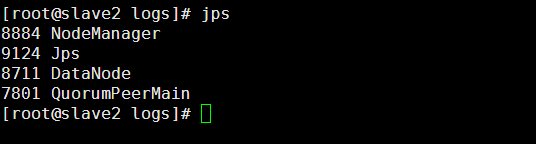 [root@slave2 logs]# jps
8884 NodeManager
9124 Jps
8711 DataNode
7801 QuorumPeerMain
[root@slave2 logs]#